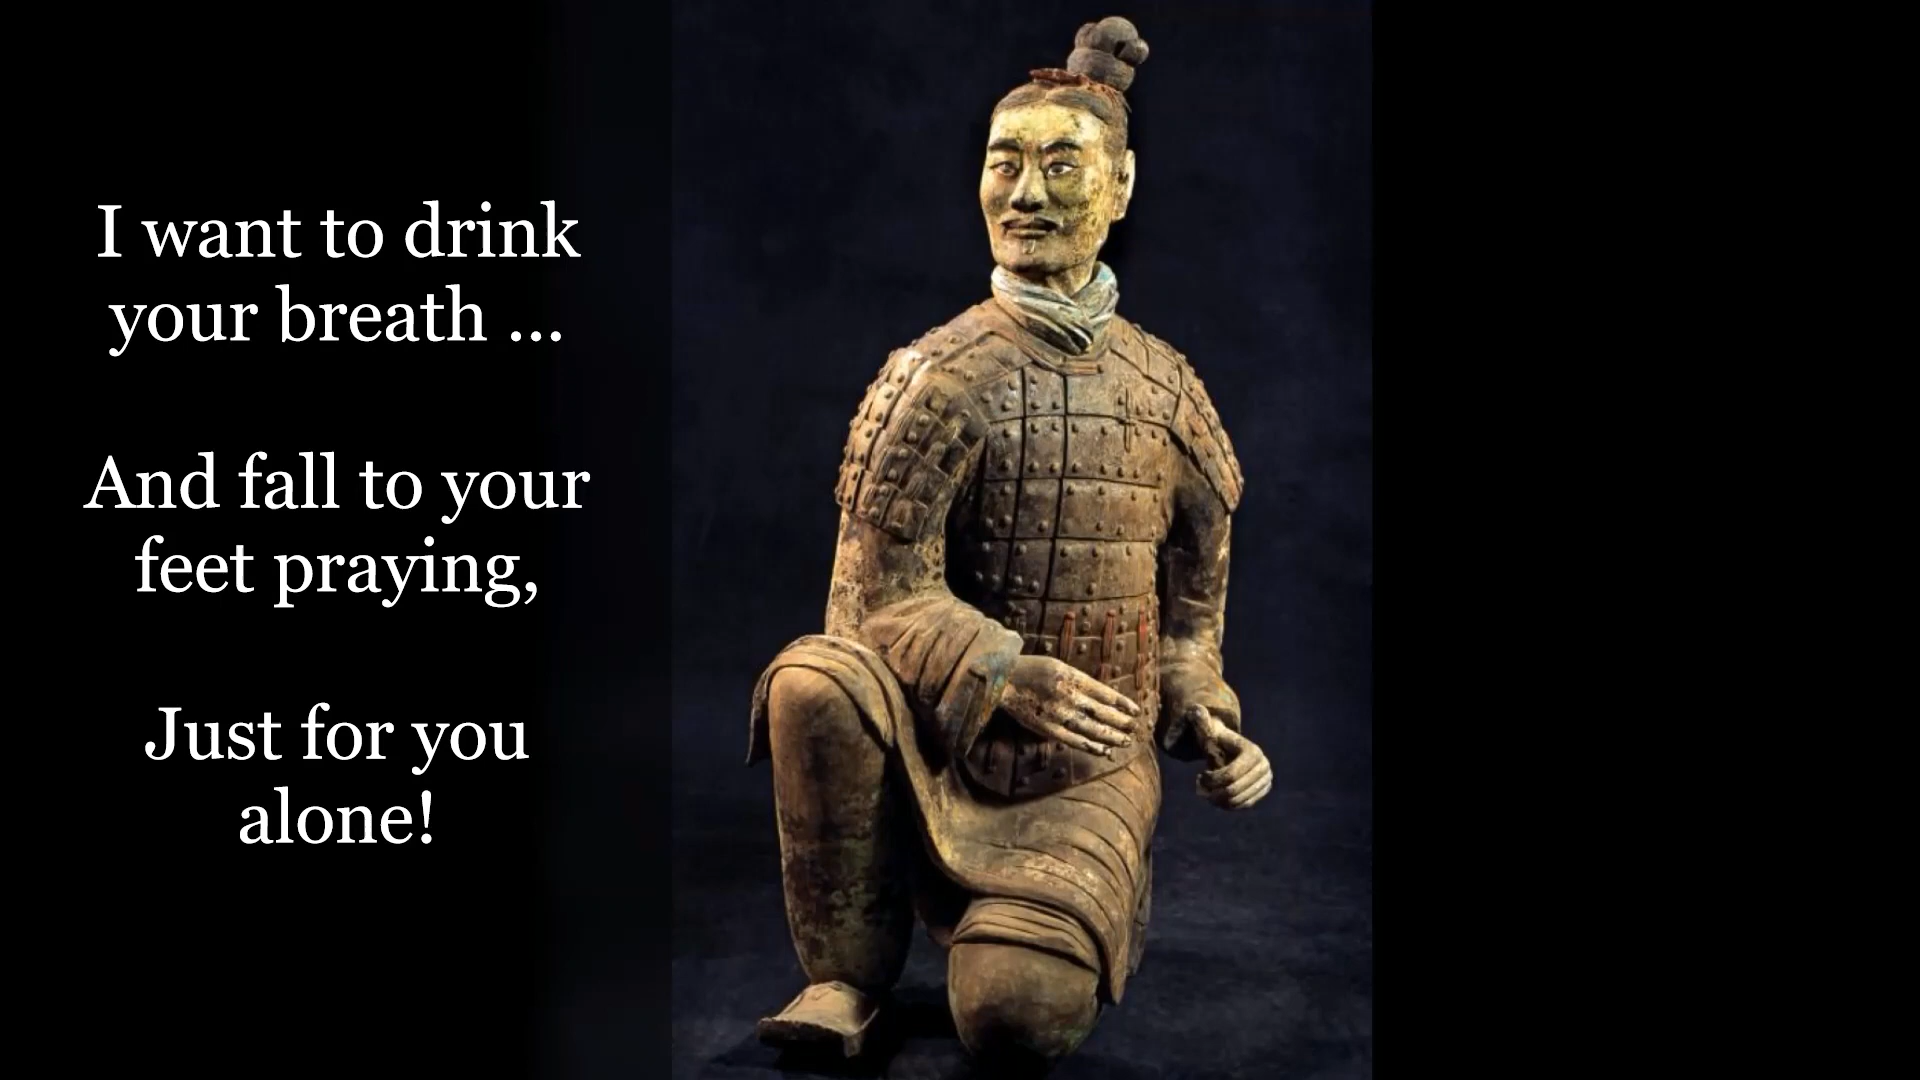 I want to drink
your breath ...
And fall to your
feet praying,
Just for you
alone!